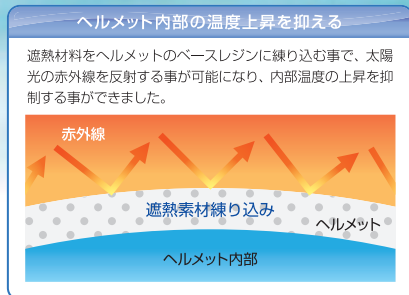 ヘルメット内部の温度上昇を抑える
遮熱材料をヘルメットのベースレジンに練り込む事で、太陽
光の赤外線を反射する事が可能になり、内部温度の上昇を抑
制する事ができました。
赤外線
遮熱素材練り込み
ヘルメット
ヘルメット内部